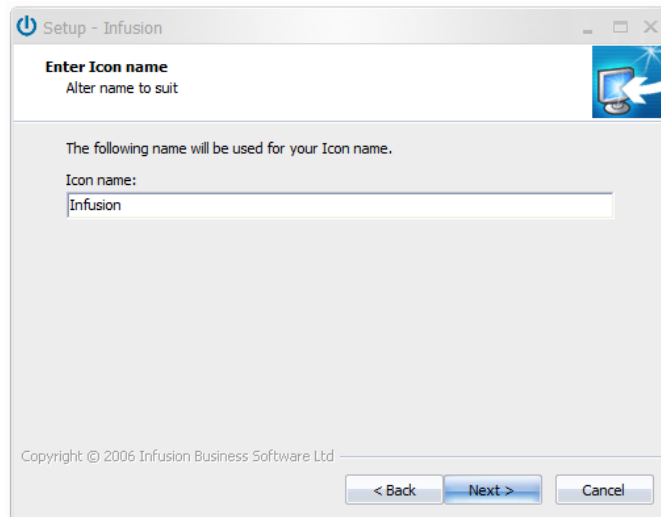 Setup - Infusion
Enter Icon name
Alter name to suit
The following name will be used for your Icon name.
Icon name:
Infusion
Copyright © 2006 Infusion Business Software Ltd
< Back Next > Cancel